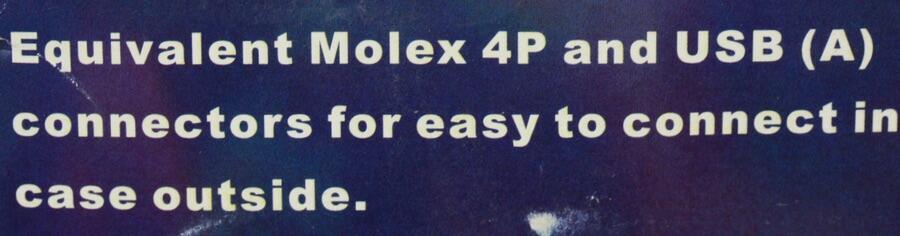 Equivalent Molex 4P and USB (A)
connectors for easy to connect in
case outside.